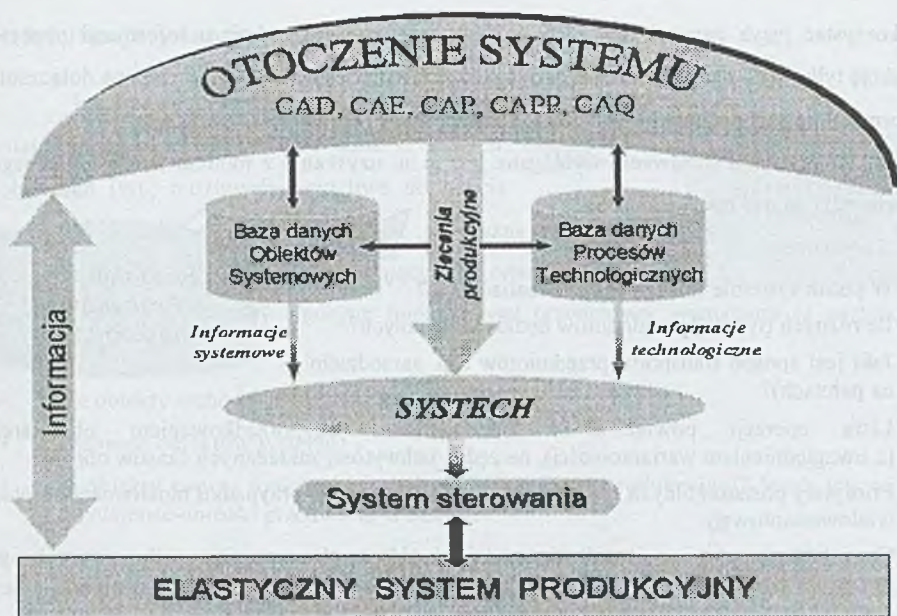 OTOCZENIE SYSTEMU
CAD, CAE, CAP, CAPP, CAQ
Baza danych
Obiektów
Systemowych
Zlecenia
produkcyjne
Baza danych
Procesów
Technologicznych
Informacja
Informacje
systemowe
Informacje
technologiczne
SYSTECH
System sterowania
ELASTYCZNY SYSTEM PRODUKCYJNY